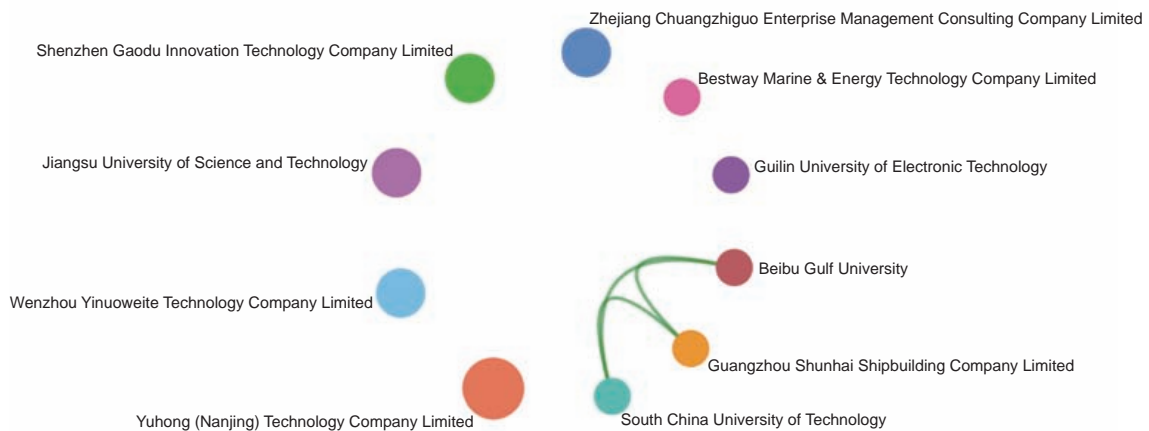 Zhejiang Chuangzhiguo Enterprise Management Consulting Company Limited
Shenzhen Gaodu Innovation Technology Company Limited
Bestway Marine & Energy Technology Company Limited
Jiangsu University of Science and Technology
Guilin University of Electronic Technology
Beibu Gulf University
Wenzhou Yinuoweite Technology Company Limited
Guangzhou Shunhai Shipbuilding Company Limited
Yuhong (Nanjing) Technology Company Limited
South China University of Technology